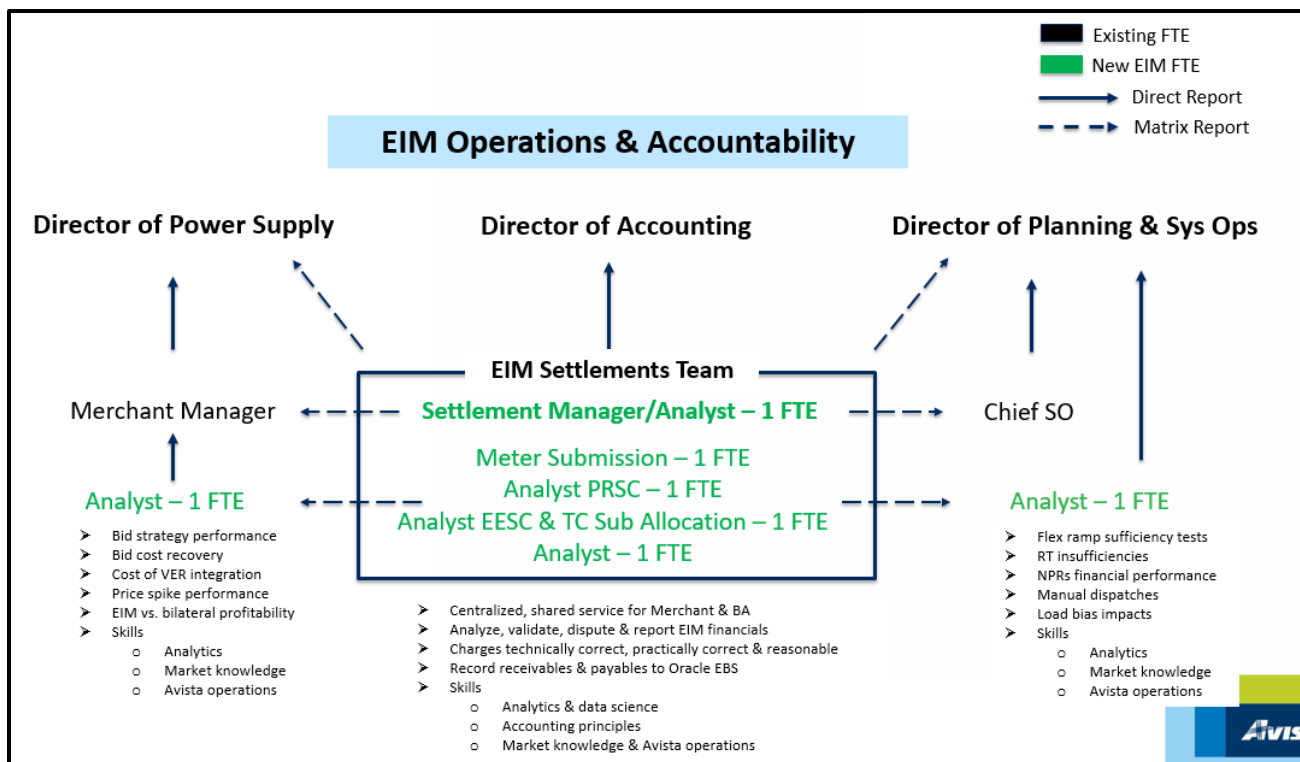 Existing FTE
New EIM FTE
Direct Report
Matrix Report
EIM Operations & Accountability
Director of Power Supply
Director of Accounting
Director of Planning & Sys Ops
EIM Settlements Team
Merchant Manager
Settlement Manager/Analyst – 1 FTE
Chief SO
Meter Submission – 1 FTE
Analyst PRSC – 1 FTE
Analyst EESC & TC Sub Allocation – 1 FTE
Analyst – 1 FTE
Analyst – 1 FTE
➢ Bid strategy performance
➢ Bid cost recovery
➢ Cost of VER integration
➢ Price spike performance
➢ EIM vs. bilateral profitability
➢ Skills
o Analytics
o Market knowledge
o Avista operations
➢ Centralized, shared service for Merchant & BA
➢ Analyze, validate, dispute & report EIM financials
➢ Charges technically correct, practically correct & reasonable
➢ Record receivables & payables to Oracle EBS
➢ Skills
o Analytics & data science
o Accounting principles
o Market knowledge & Avista operations
Analyst – 1 FTE
➢ Flex ramp sufficiency tests
➢ RT insufficiencies
➢ NPRs financial performance
➢ Manual dispatches
➢ Load bias impacts
➢ Skills
o Analytics
o Market knowledge
o Avista operations